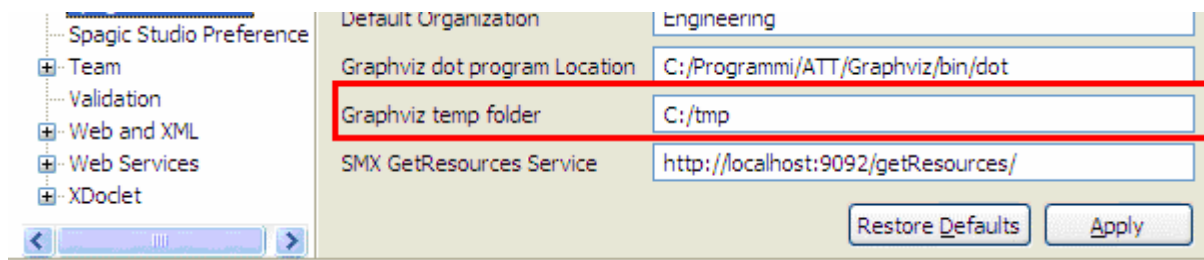 Spagic Studio Preference
Team
Validation
Web and XML
Web Services
XDoclet
Default Organization Engineering
Graphviz dot program Location C:/Programmi/ATT/Graphviz/bin/dot
Graphviz temp folder C:/tmp
SMX GetResources Service http://localhost:9092/getResources/
Restore Defaults Apply